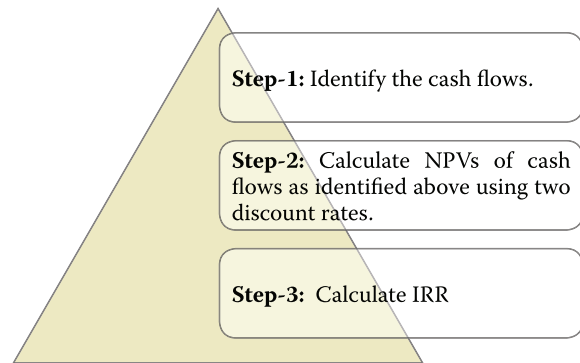 Step-1: Identify the cash flows.
Step-2: Calculate NPVs of cash
flows as identified above using two
discount rates.
Step-3: Calculate IRR